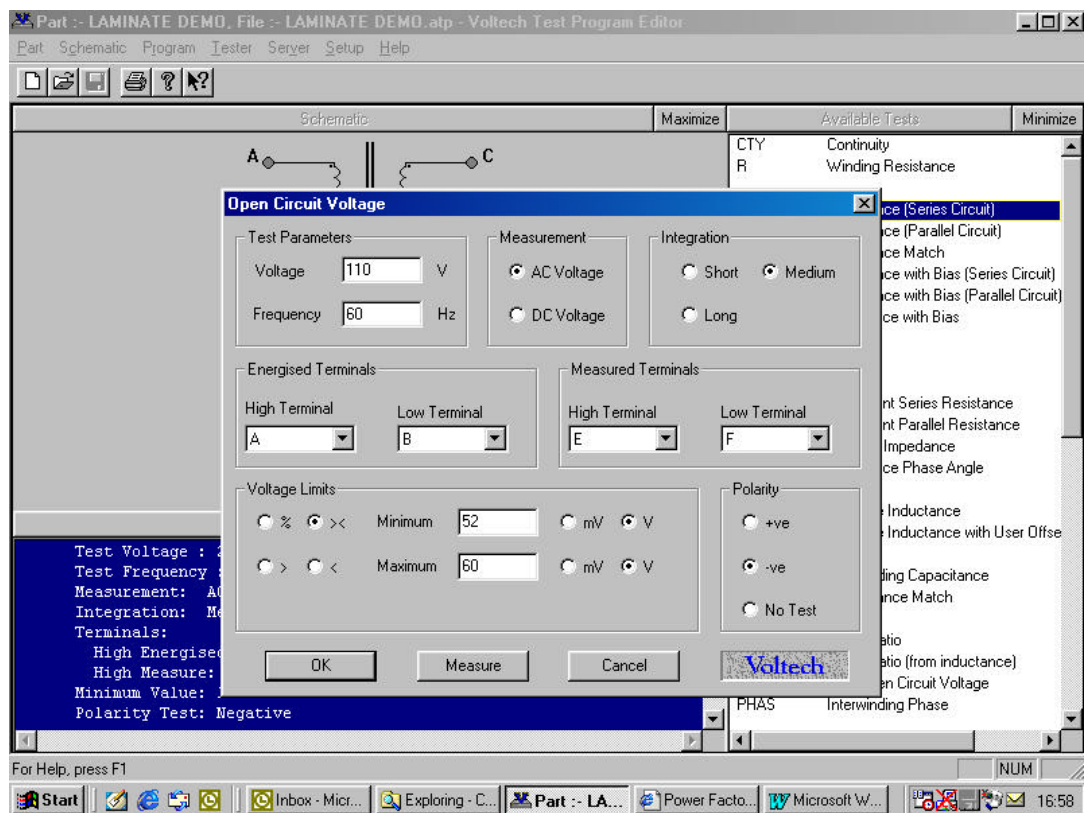 Part :- LAMINATE DEMO, File :- LAMINATE DEMO.atp - Voltech Test Program Editor
Part Schematic Program Tester Server Setup Help
Schematic Maximize Available Tests Minimize
A C
CTY Continuity
R Winding Resistance
ce (Series Circuit)
ce (Parallel Circuit)
ce Match
ce with Bias (Series Circuit)
ce with Bias (Parallel Circuit)
ce with Bias
nt Series Resistance
nt Parallel Resistance
Impedance
ce Phase Angle
Inductance
Inductance with User Offse
ding Capacitance
nce Match
atio
atio (from inductance)
en Circuit Voltage
PHAS Interwinding Phase
Open Circuit Voltage
Test Parameters
Voltage 110 V
Frequency 60 Hz
Measurement
AC Voltage
DC Voltage
Integration
Short Medium
Long
Energised Terminals
High Terminal Low Terminal
A B
Measured Terminals
High Terminal Low Terminal
E F
Voltage Limits
% >< Minimum 52 mV V
> < Maximum 60 mV V
Polarity
+ve
-ve
No Test
OK Measure Cancel Voltech
Test Voltage :
Test Frequency :
Measurement: A
Integration: Me
Terminals:
High Energised
High Measure:
Minimum Value:
Polarity Test: Negative
For Help, press F1 NUM
Start Inbox - Micr... Exploring - C... Part :- LA... Power Facto... Microsoft W... 16:58